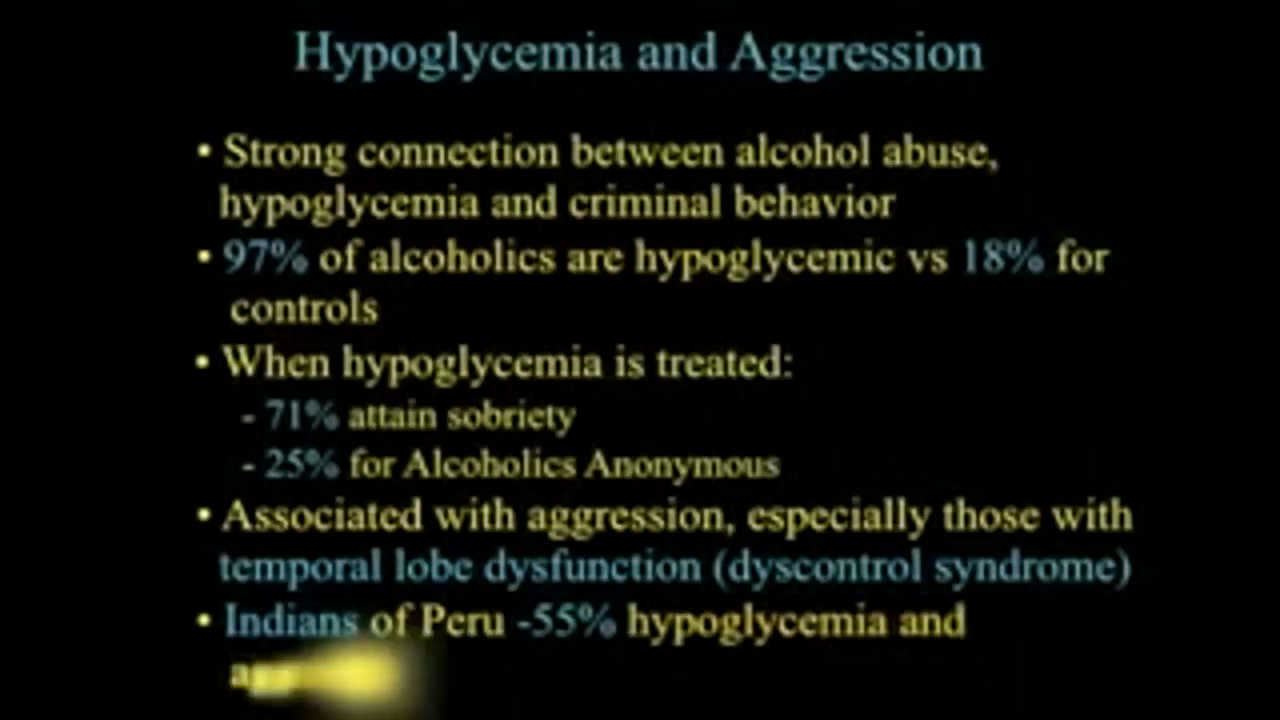 Hypoglycemia and Aggression
• Strong connection between alcohol abuse,
hypoglycemia and criminal behavior
• 97% of alcoholics are hypoglycemic vs 18% for
controls
• When hypoglycemia is treated:
- 71% attain sobriety
- 25% for Alcoholics Anonymous
• Associated with aggression, especially those with
temporal lobe dysfunction (dyscontrol syndrome)
• Indians of Peru -55% hypoglycemia and